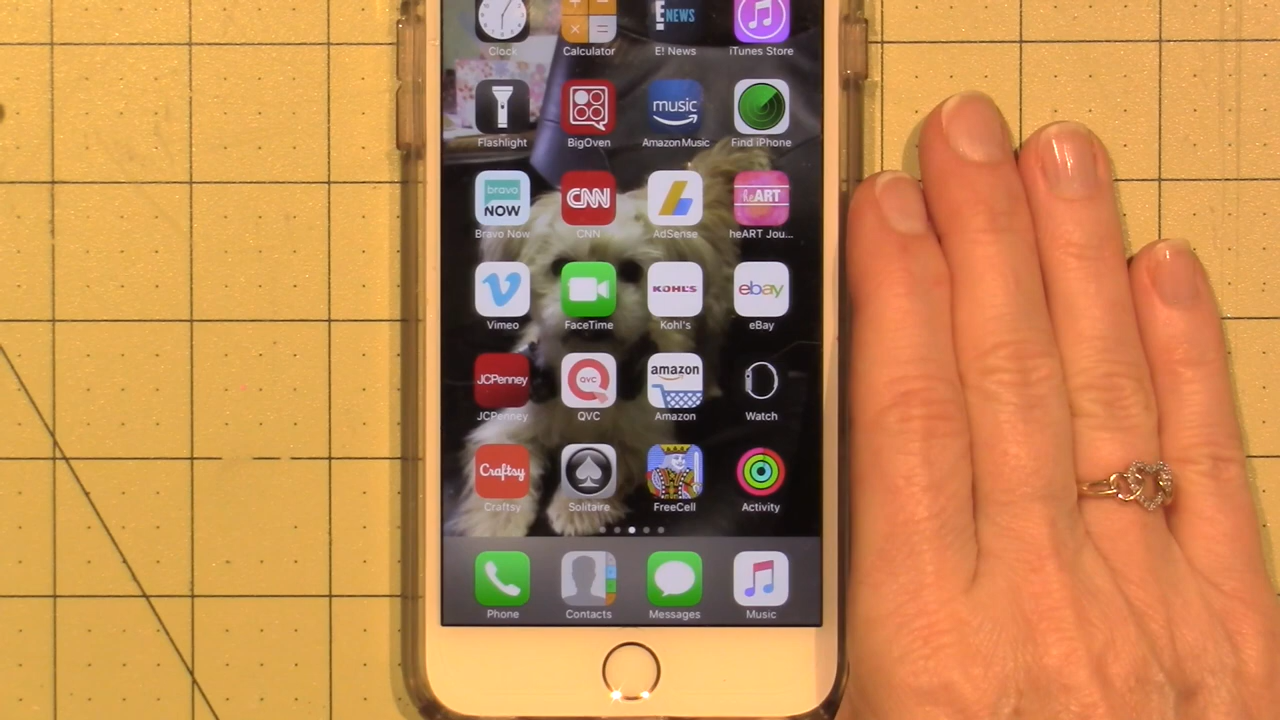 Clock Calculator E! News iTunes Store
E! NEWS
music
Flashlight BigOven Amazon Music Find iPhone
bravo
NOW
CNN
heART
Bravo Now CNN AdSense heART Jou...
KOHL'S
ebay
Vimeo FaceTime Kohl's eBay
JCPenney
QVC
amazon
JCPenney QVC Amazon Watch
Craftsy
Craftsy Solitaire FreeCell Activity
Phone Contacts Messages Music